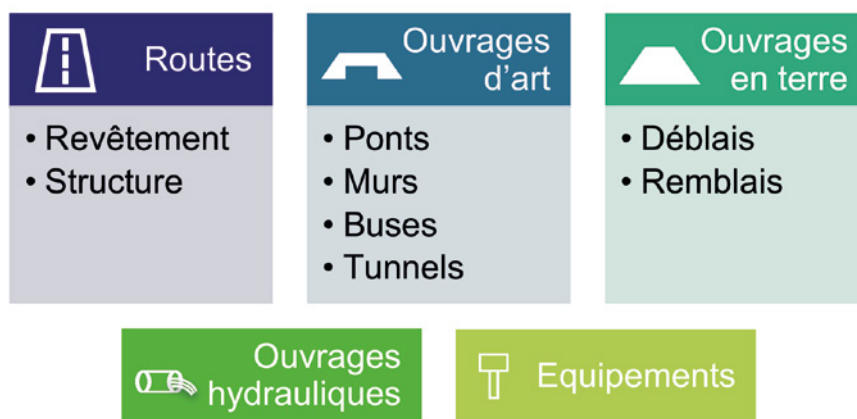 Routes
• Revêtement
• Structure
Ouvrages
d'art
• Ponts
• Murs
• Buses
• Tunnels
Ouvrages
en terre
• Déblais
• Remblais
Ouvrages
hydrauliques
Equipements